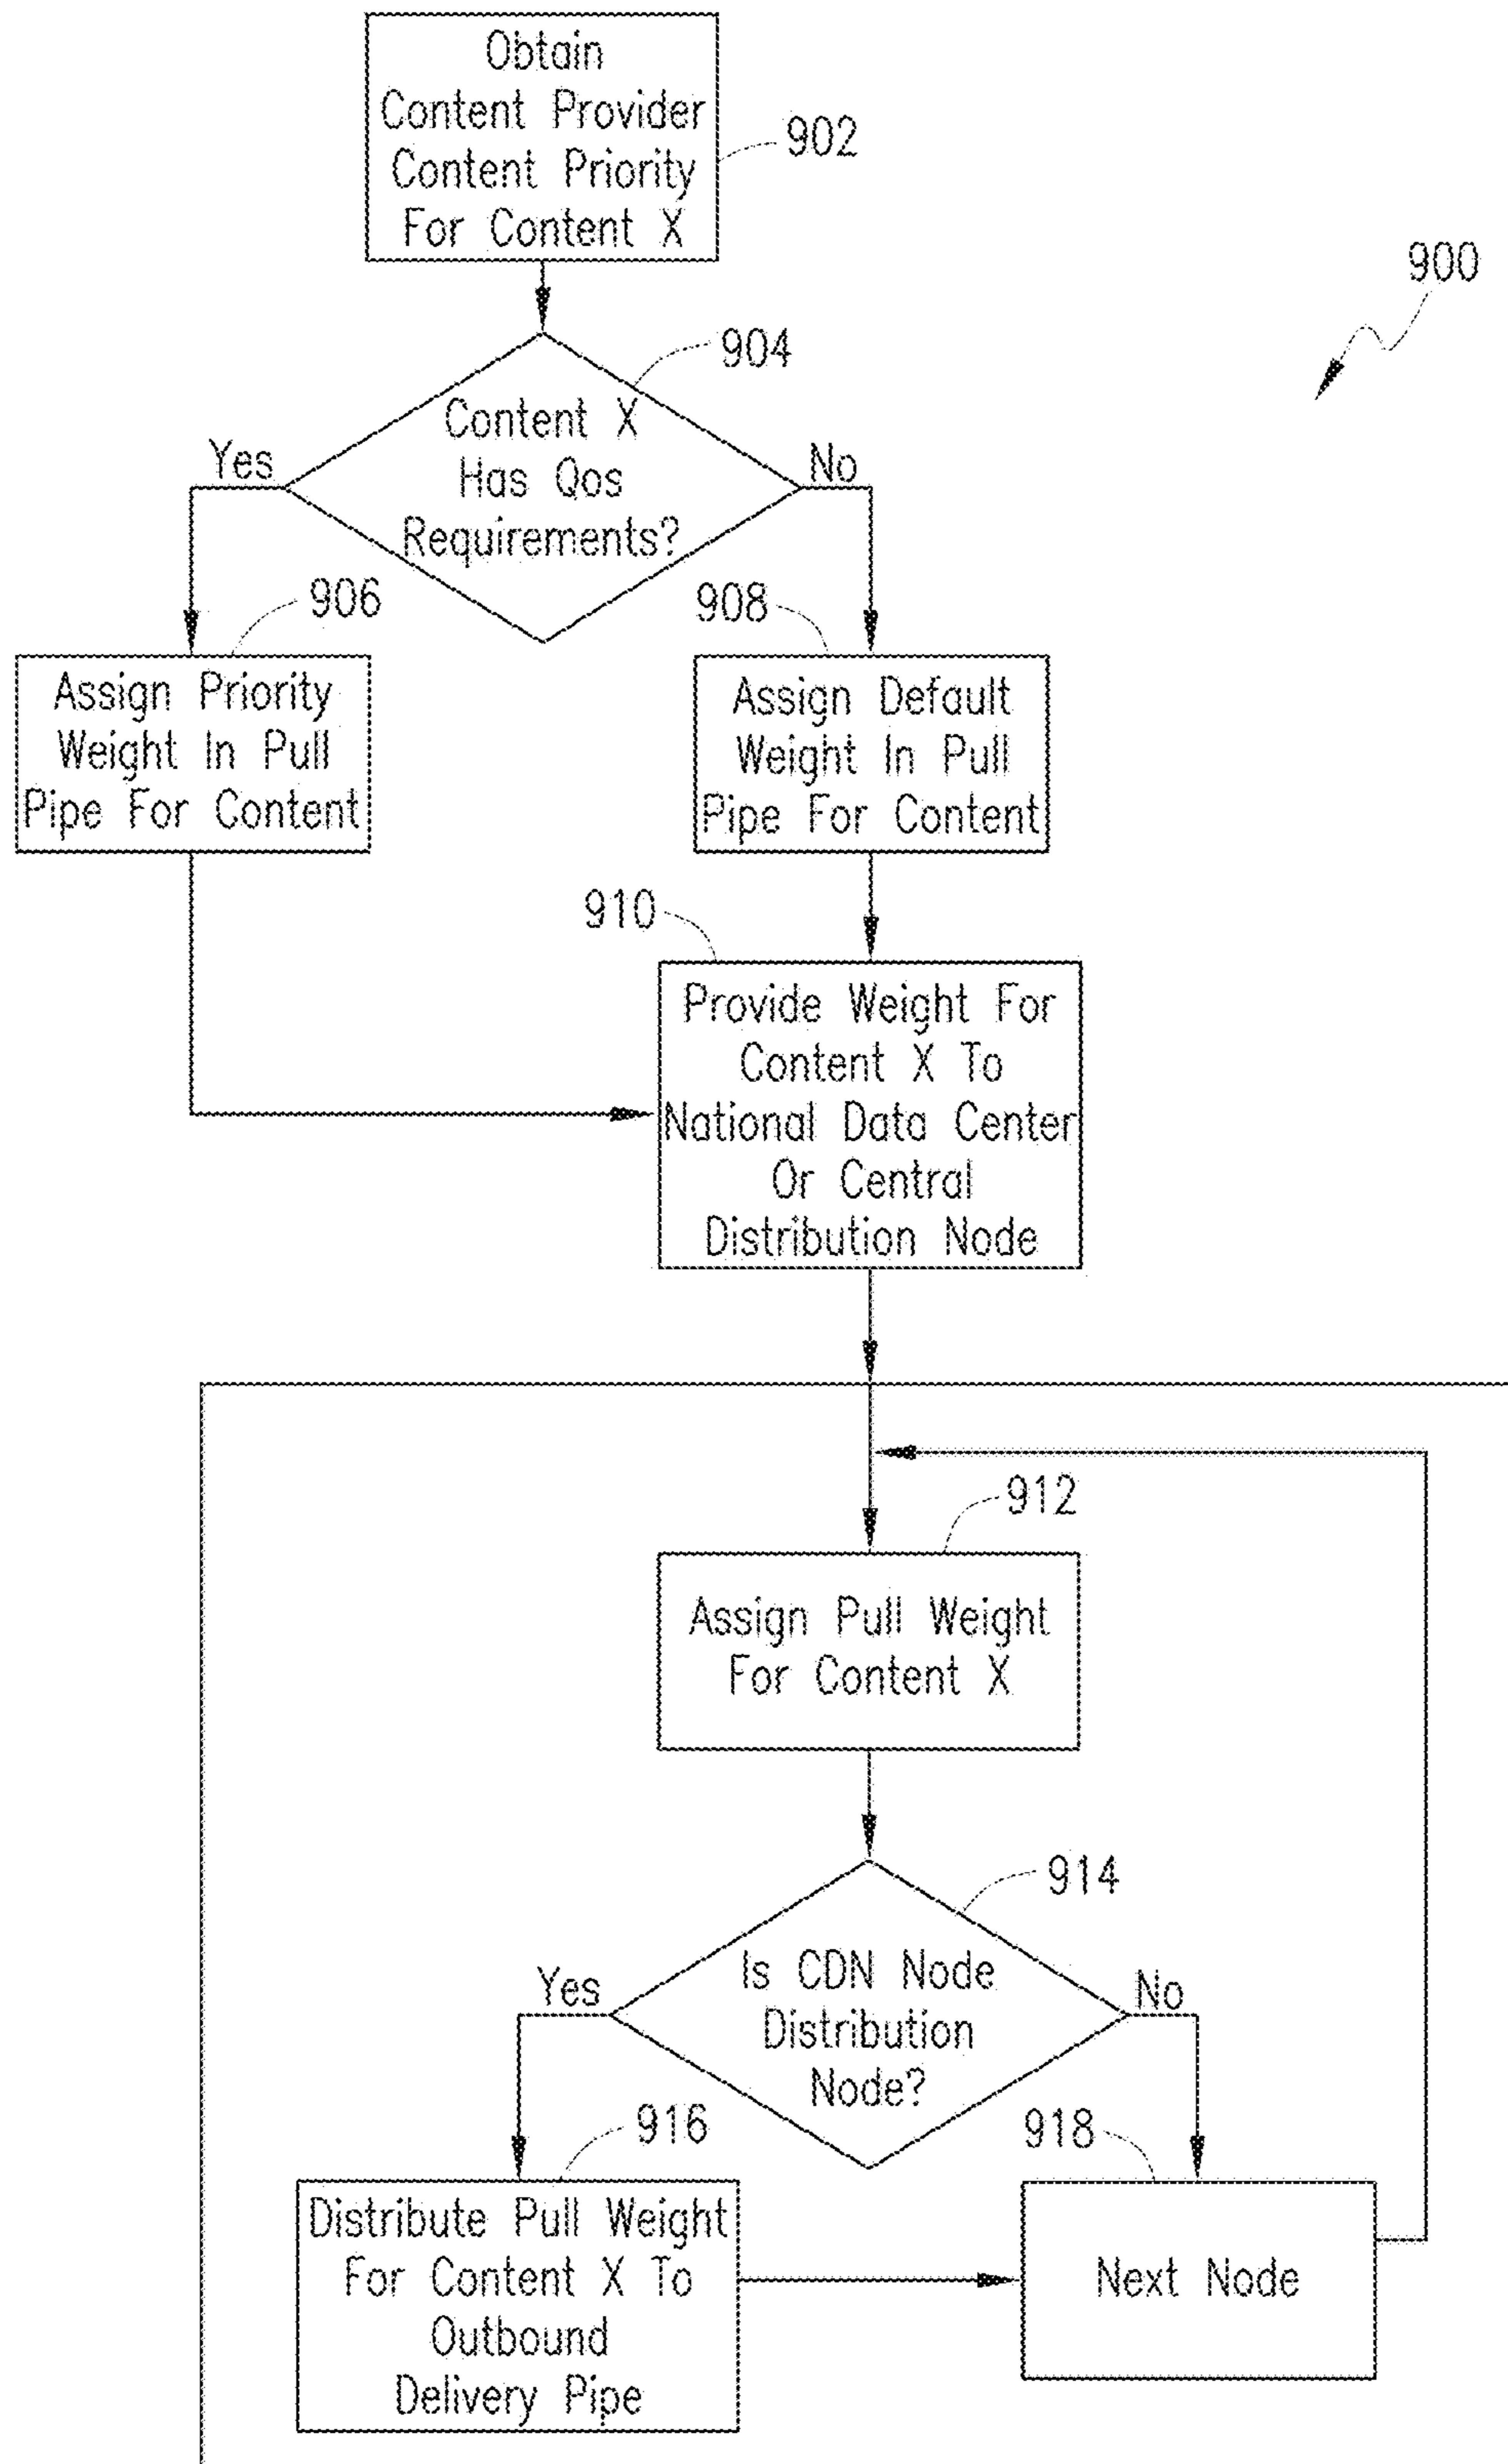 Obtain
Content Provider
Content Priority
For Content X
902
900
904
Content X
Has Qos
Requirements?
Yes
No
906
Assign Priority
Weight In Pull
Pipe For Content
908
Assign Default
Weight In Pull
Pipe For Content
910
Provide Weight For
Content X To
National Data Center
Or Central
Distribution Node
912
Assign Pull Weight
For Content X
914
Is CDN Node
Distribution
Node?
Yes
No
916
Distribute Pull Weight
For Content X To
Outbound
Delivery Pipe
918
Next Node